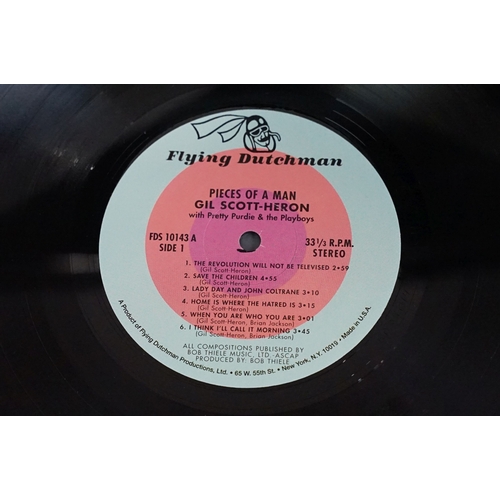 Flying Dutchman
PIECES OF A MAN
GIL SCOTT-HERON
with Pretty Purdie & the Playboys
FDS 10143 A
SIDE 1
33 1/3 R.P.M.
STEREO
1. THE REVOLUTION WILL NOT BE TELEVISED 2•59
(Gil Scott-Heron)
2. SAVE THE CHILDREN 4•55
(Gil Scott-Heron)
3. LADY DAY AND JOHN COLTRANE 3•10
(Gil Scott-Heron)
4. HOME IS WHERE THE HATRED IS 3•15
(Gil Scott-Heron)
5. WHEN YOU ARE WHO YOU ARE 3•01
(Gil Scott-Heron, Brian Jackson)
6. I THINK I'LL CALL IT MORNING 3•45
(Gil Scott-Heron, Brian Jackson)
ALL COMPOSITIONS PUBLISHED BY
BOB THIELE MUSIC, LTD. -ASCAP
PRODUCED BY: BOB THIELE
A Product of Flying Dutchman Productions, Ltd. • 65 W. 55th St. • New York, N.Y. 10019 • Made in U.S.A.